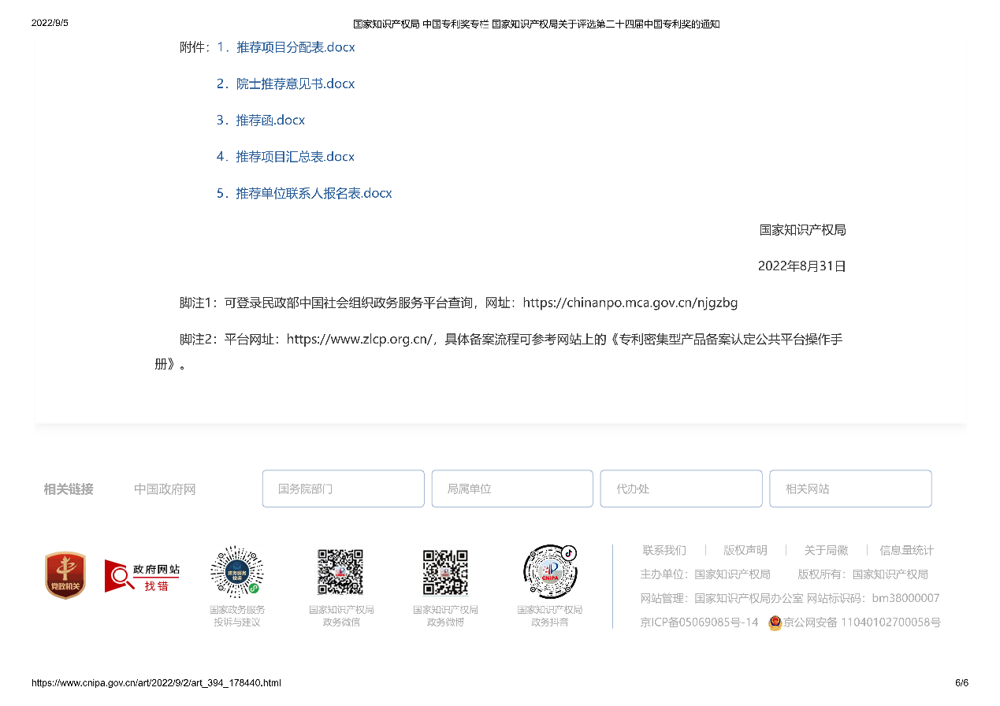 2022/9/5
国家知识产权局 中国专利奖专栏 国家知识产权局关于评选第二十四届中国专利奖的通知
附件：1．推荐项目分配表.docx
2．院士推荐意见书.docx
3．推荐函.docx
4．推荐项目汇总表.docx
5．推荐单位联系人报名表.docx
国家知识产权局
2022年8月31日
脚注1：可登录民政部中国社会组织政务服务平台查询，网址：https://chinanpo.mca.gov.cn/njgzbg
脚注2：平台网址：https://www.zlcp.org.cn/，具体备案流程可参考网站上的《专利密集型产品备案认定公共平台操作手
册》。
相关链接 中国政府网 国务院部门 局属单位 代办处 相关网站
党政机关
政府网站
找错
政务服务
投诉
CNIPA
国家政务服务
投诉与建议
国家知识产权局
政务微信
国家知识产权局
政务微博
国家知识产权局
政务抖音
联系我们 | 版权声明 | 关于局徽 | 信息量统计
主办单位：国家知识产权局 版权所有：国家知识产权局
网站管理：国家知识产权局办公室 网站标识码：bm38000007
京ICP备05069085号-14 京公网安备 11040102700058号
https://www.cnipa.gov.cn/art/2022/9/2/art_394_178440.html
6/6